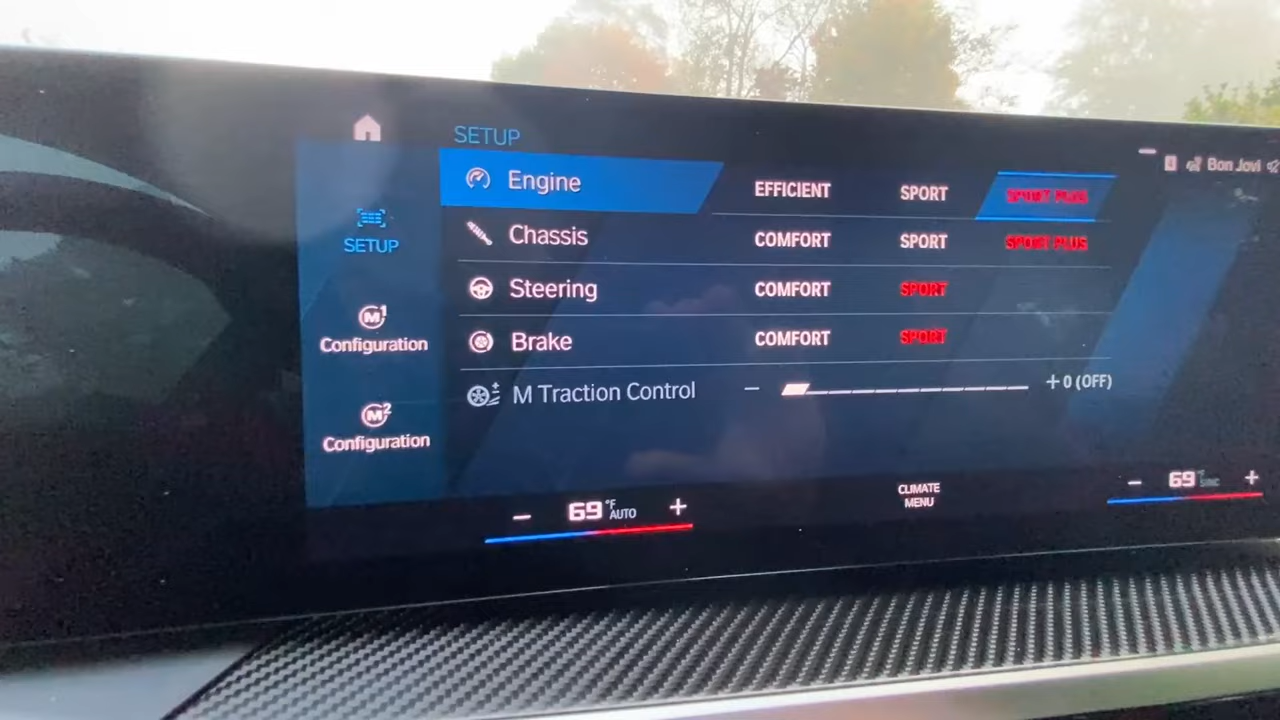 SETUP
Bon Jovi
Engine
EFFICIENT
SPORT
SPORT PLUS
SETUP
Chassis
COMFORT
SPORT
SPORT PLUS
Steering
COMFORT
SPORT
M1
Configuration
Brake
COMFORT
SPORT
M Traction Control
− +0 (OFF)
M2
Configuration
− 69 °F AUTO +
CLIMATE
MENU
− 69 °F SYNC +